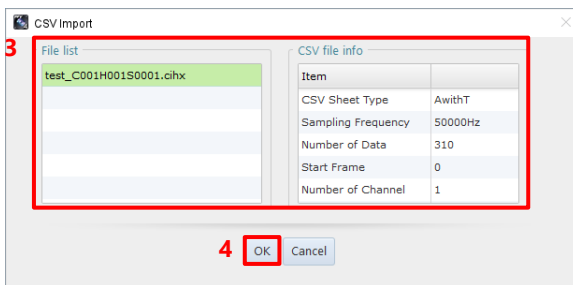 CSV Import
3
File list
test_C001H001S0001.cihx
CSV file info
Item
CSV Sheet Type AwithT
Sampling Frequency 50000Hz
Number of Data 310
Start Frame 0
Number of Channel 1
4 OK Cancel